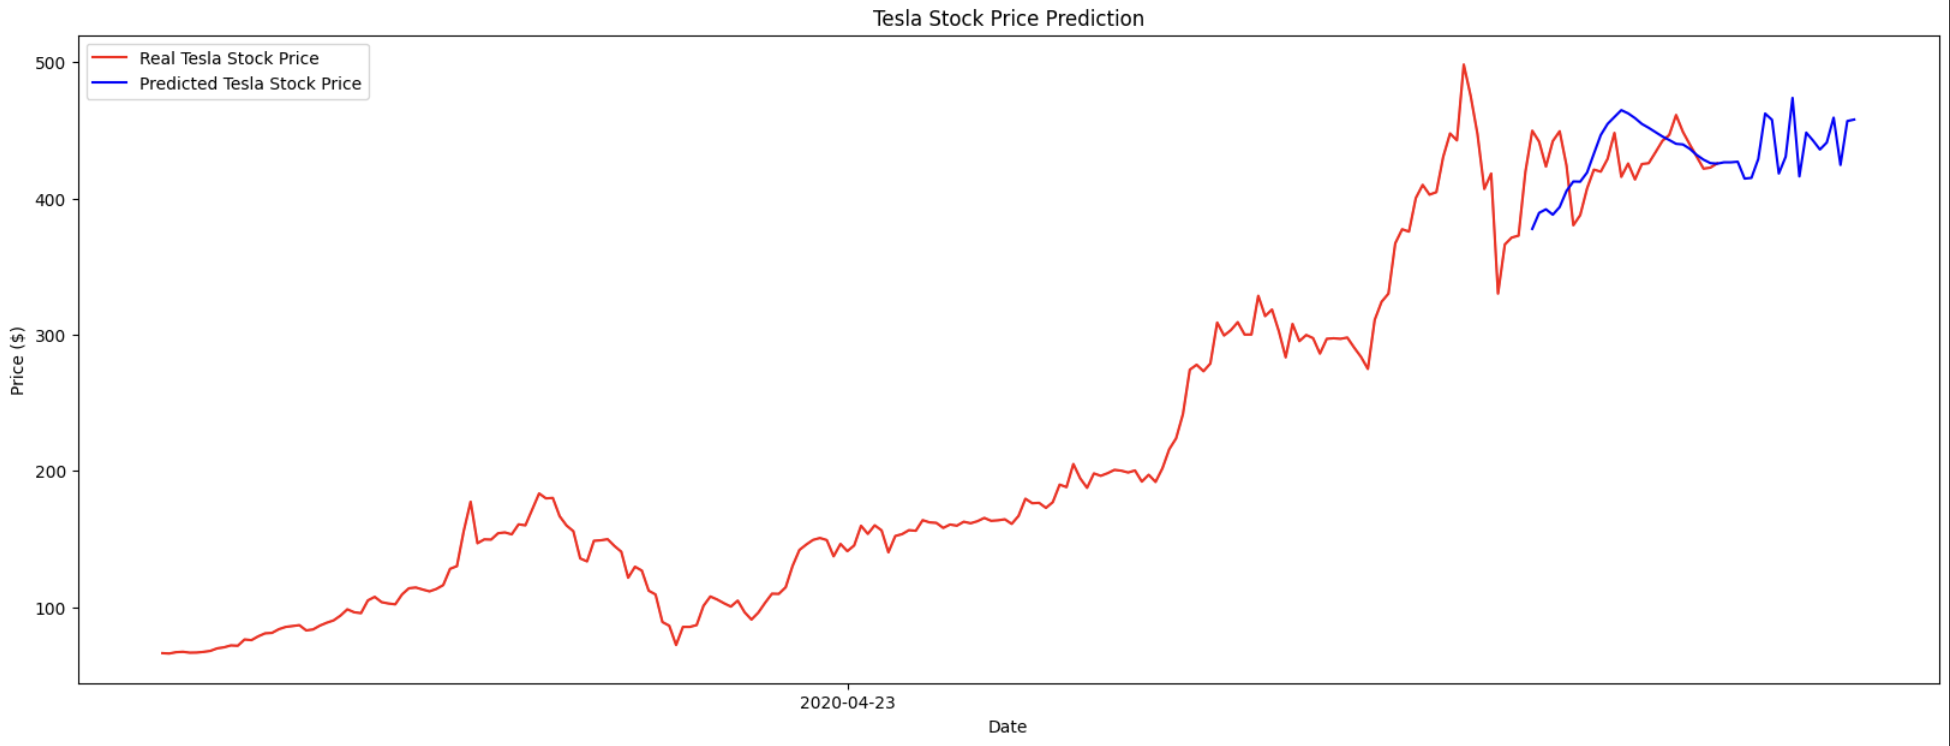 Tesla Stock Price Prediction
Real Tesla Stock Price
Predicted Tesla Stock Price
500
400
300
200
100
Price ($)
2020-04-23
Date